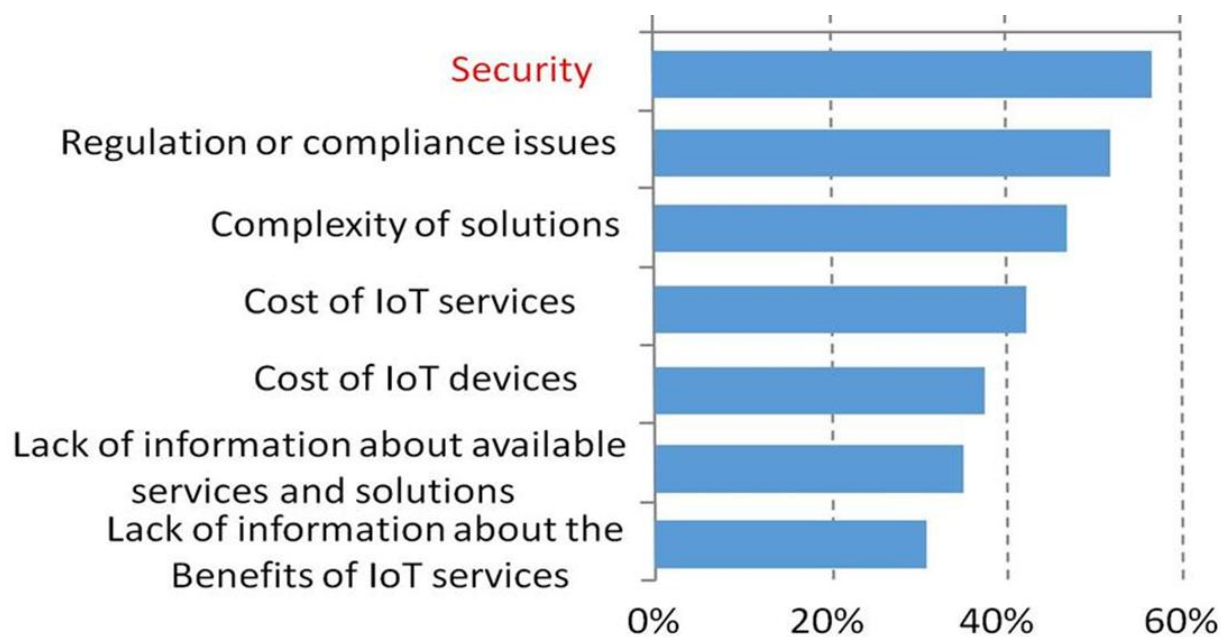 Security
Regulation or compliance issues
Complexity of solutions
Cost of IoT services
Cost of IoT devices
Lack of information about available
services and solutions
Lack of information about the
Benefits of IoT services
0% 20% 40% 60%